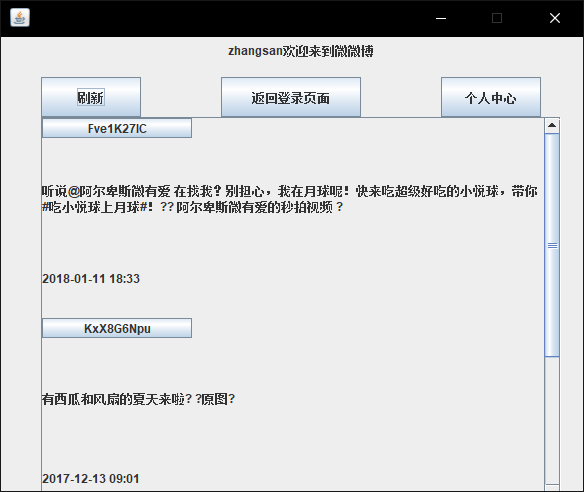 zhangsan欢迎来到微微博
刷新
返回登录页面
个人中心
Fve1K27IC
听说@阿尔卑斯微有爱 在找我？别担心，我在月球呢！快来吃超级好吃的小悦球，带你
#吃小悦球上月球#！?? 阿尔卑斯微有爱的秒拍视频 ?
2018-01-11 18:33
KxX8G6Npu
有西瓜和风扇的夏天来啦? ?原图?
2017-12-13 09:01